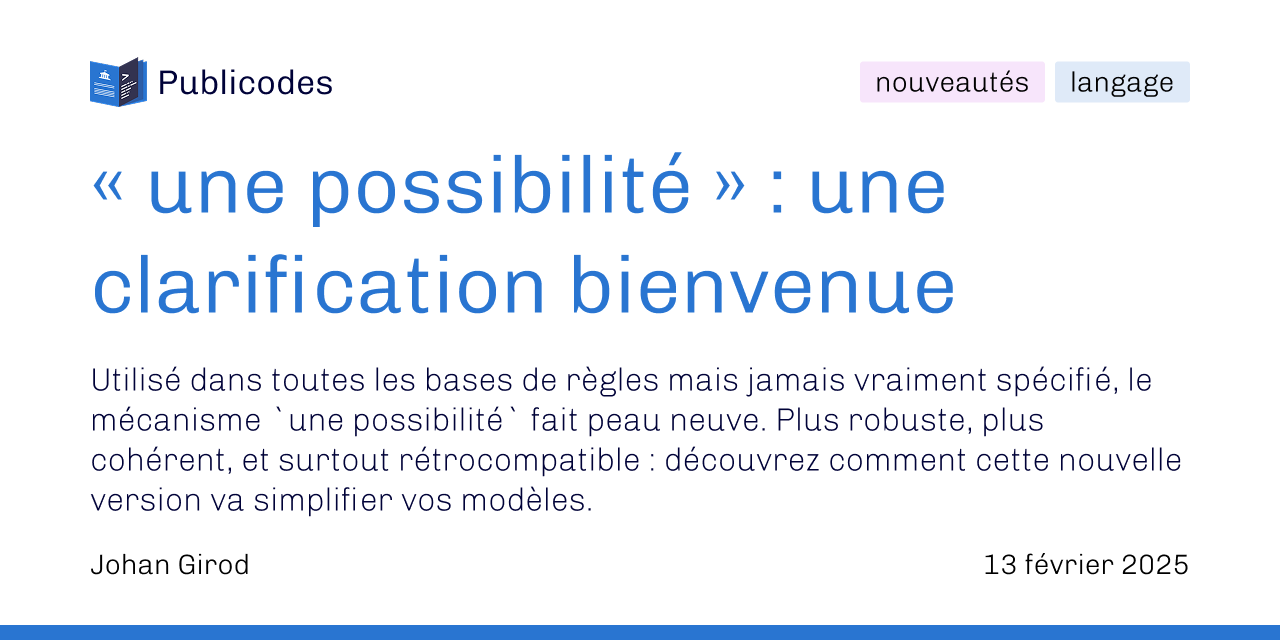 Publicodes
nouveautés
langage
« une possibilité » : une
clarification bienvenue
Utilisé dans toutes les bases de règles mais jamais vraiment spécifié, le
mécanisme `une possibilité` fait peau neuve. Plus robuste, plus
cohérent, et surtout rétrocompatible : découvrez comment cette nouvelle
version va simplifier vos modèles.
Johan Girod
13 février 2025